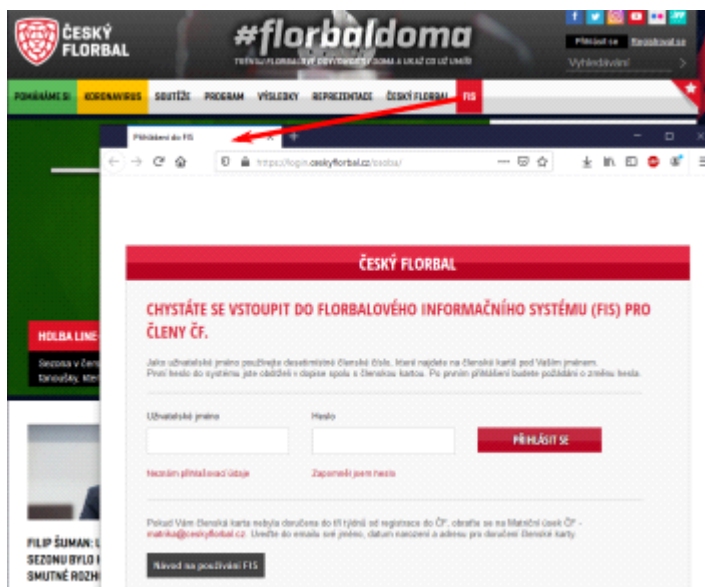 ČESKÝ
FLORBAL
#florbaldoma
Přihlásit se Registrovat se
Vyhledávání
POMÁHÁME SI KORONAVIRUS SOUTĚŽE PROGRAM VÝSLEDKY REPREZENTACE ČESKÝ FLORBAL FIS
Přihlášení do FIS
https://login.ceskyflorbal.cz/osoba/
ČESKÝ FLORBAL
CHYSTÁTE SE VSTOUPIT DO FLORBALOVÉHO INFORMAČNÍHO SYSTÉMU (FIS) PRO
ČLENY ČF.
Jako uživatelské jméno používejte desetimístné členské číslo, které najdete na členské kartě pod Vaším jménem.
První heslo do systému jste obdrželi v dopise spolu s členskou kartou. Po prvním přihlášení budete požádáni o změnu hesla.
Uživatelské jméno Heslo
PŘIHLÁSIT SE
Neznám přihlašovací údaje Zapomněl jsem heslo
Pokud Vám členská karta nebyla doručena do tří týdnů od registrace do ČF, obraťte se na Matriční úsek ČF -
matrika@ceskyflorbal.cz. Uveďte do emailu své jméno, datum narození a adresu pro doručení členské karty.
Návod na používání FIS
HOLBA LINE
Sezona v
fanoušky,
FILIP ŠUMAN:
SEZONU BYLO
SMUTNÉ